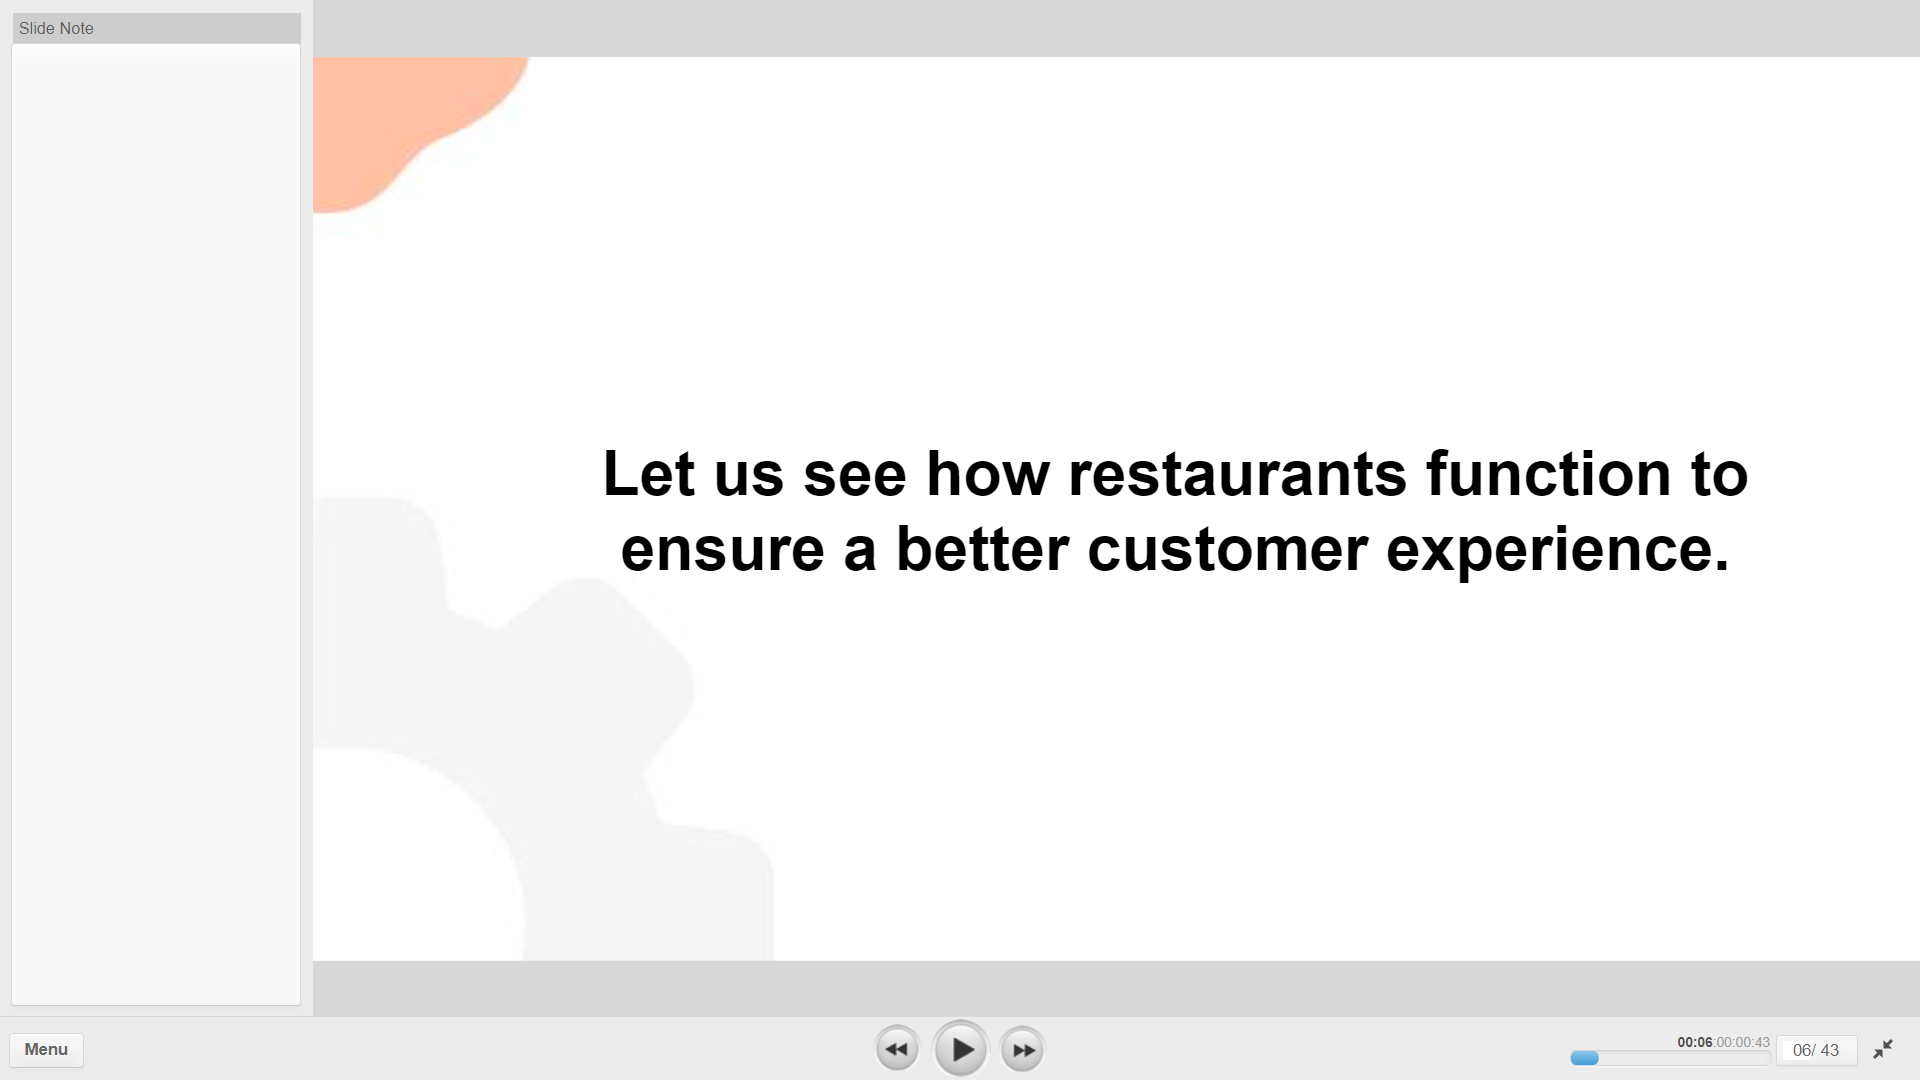 Slide Note
Let us see how restaurants function to
ensure a better customer experience.
Menu
00:06:00:00:43
06/ 43